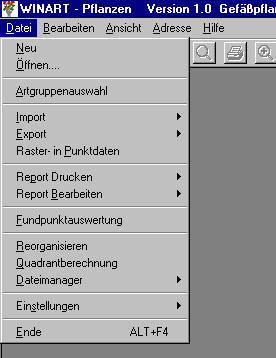 WINART - Pflanzen Version 1.0 Gefäßpflan
Datei Bearbeiten Ansicht Adresse Hilfe
Neu
Öffnen....
Artgruppenauswahl
Import
Export
Raster- in Punktdaten
Report Drucken
Report Bearbeiten
Fundpunktauswertung
Reorganisieren
Quadrantberechnung
Dateimanager
Einstellungen
Ende ALT+F4